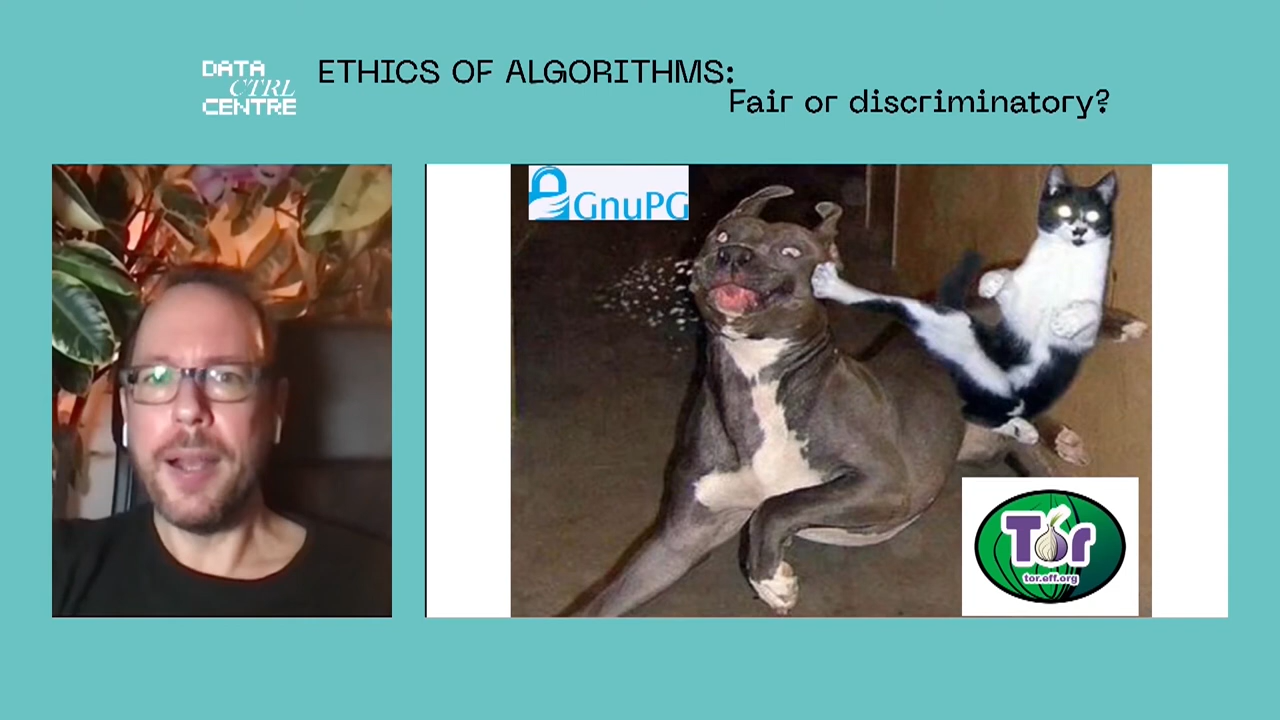 DATA
CTRL
CENTRE
ETHICS OF ALGORITHMS:
Fair or discriminatory?
GnuPG
Tor
tor.eff.org